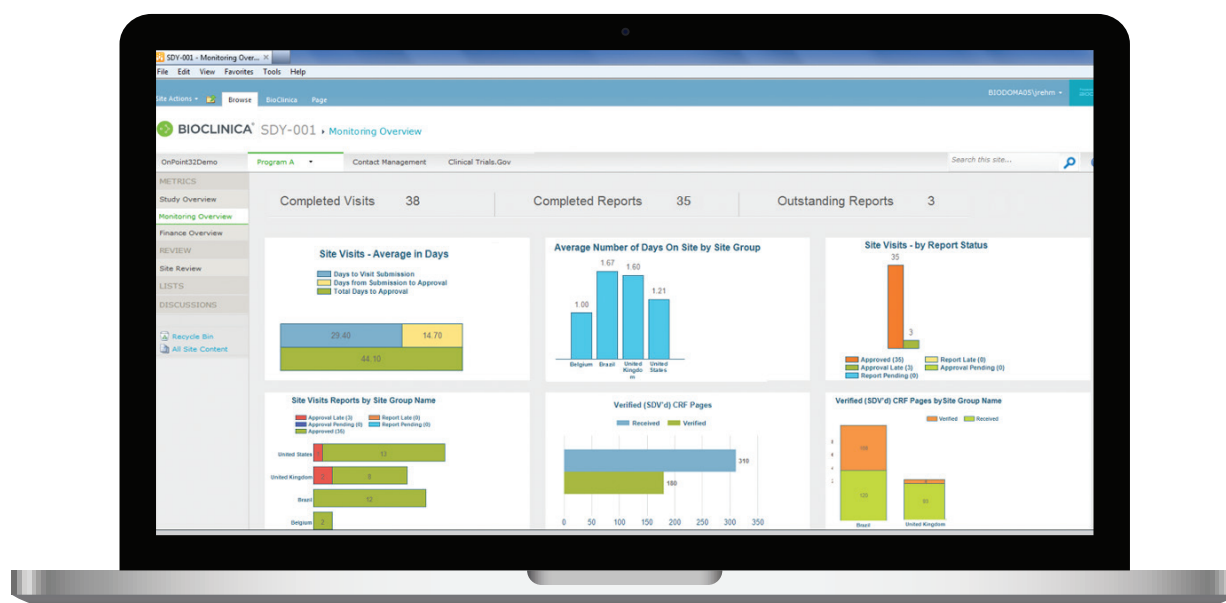 SDY-001 - Monitoring Over... ×
File Edit View Favorites Tools Help
Site Actions Browse BioClinica Page
BIODOMA05\jrehm
BIOCLINICA SDY-001 Monitoring Overview
OnPoint32Demo Program A Contact Management Clinical Trials.Gov Search this site...
METRICS
Study Overview
Monitoring Overview
Finance Overview
REVIEW
Site Review
LISTS
DISCUSSIONS
Recycle Bin
All Site Content
Completed Visits 38 Completed Reports 35 Outstanding Reports 3
Site Visits - Average in Days
Days to Visit Submission
Days from Submission to Approval
Total Days to Approval
29.40 14.70
44.10
Average Number of Days On Site by Site Group
1.00 1.67 1.60 1.21
Belgium Brazil United Kingdo m United States
Site Visits - by Report Status
35
3
Approved (35) Report Late (0)
Approval Late (3) Approval Pending (0)
Report Pending (0)
Site Visits Reports by Site Group Name
Approval Late (3) Report Late (0)
Approval Pending (0) Report Pending (0)
Approved (35)
United States 13
United Kingdom 2 8
Brazil 12
Belgium 2
Verified (SDV'd) CRF Pages
Received Verified
310
180
0 50 100 150 200 250 300 350
Verified (SDV'd) CRF Pages bySite Group Name
Verified Received
Brazil United Kingdom